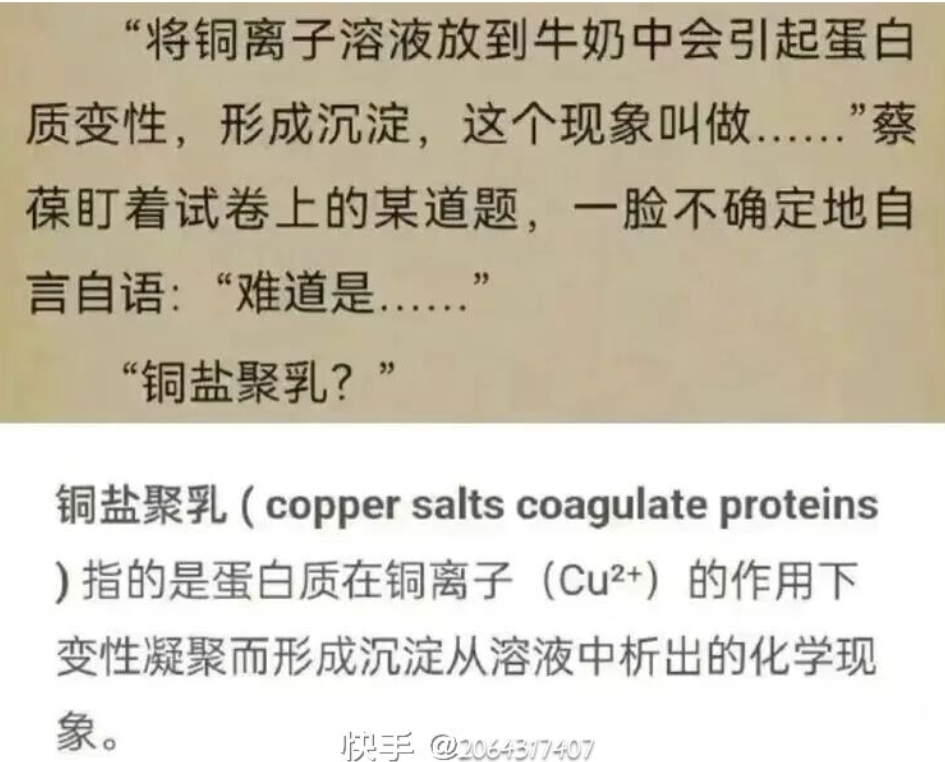 “将铜离子溶液放到牛奶中会引起蛋白
质变性，形成沉淀，这个现象叫做……”蔡
葆盯着试卷上的某道题，一脸不确定地自
言自语：“难道是……”
“铜盐聚乳？”
铜盐聚乳 ( copper salts coagulate proteins
) 指的是蛋白质在铜离子（Cu²⁺）的作用下
变性凝聚而形成沉淀从溶液中析出的化学现
象。
快手 @2064317407